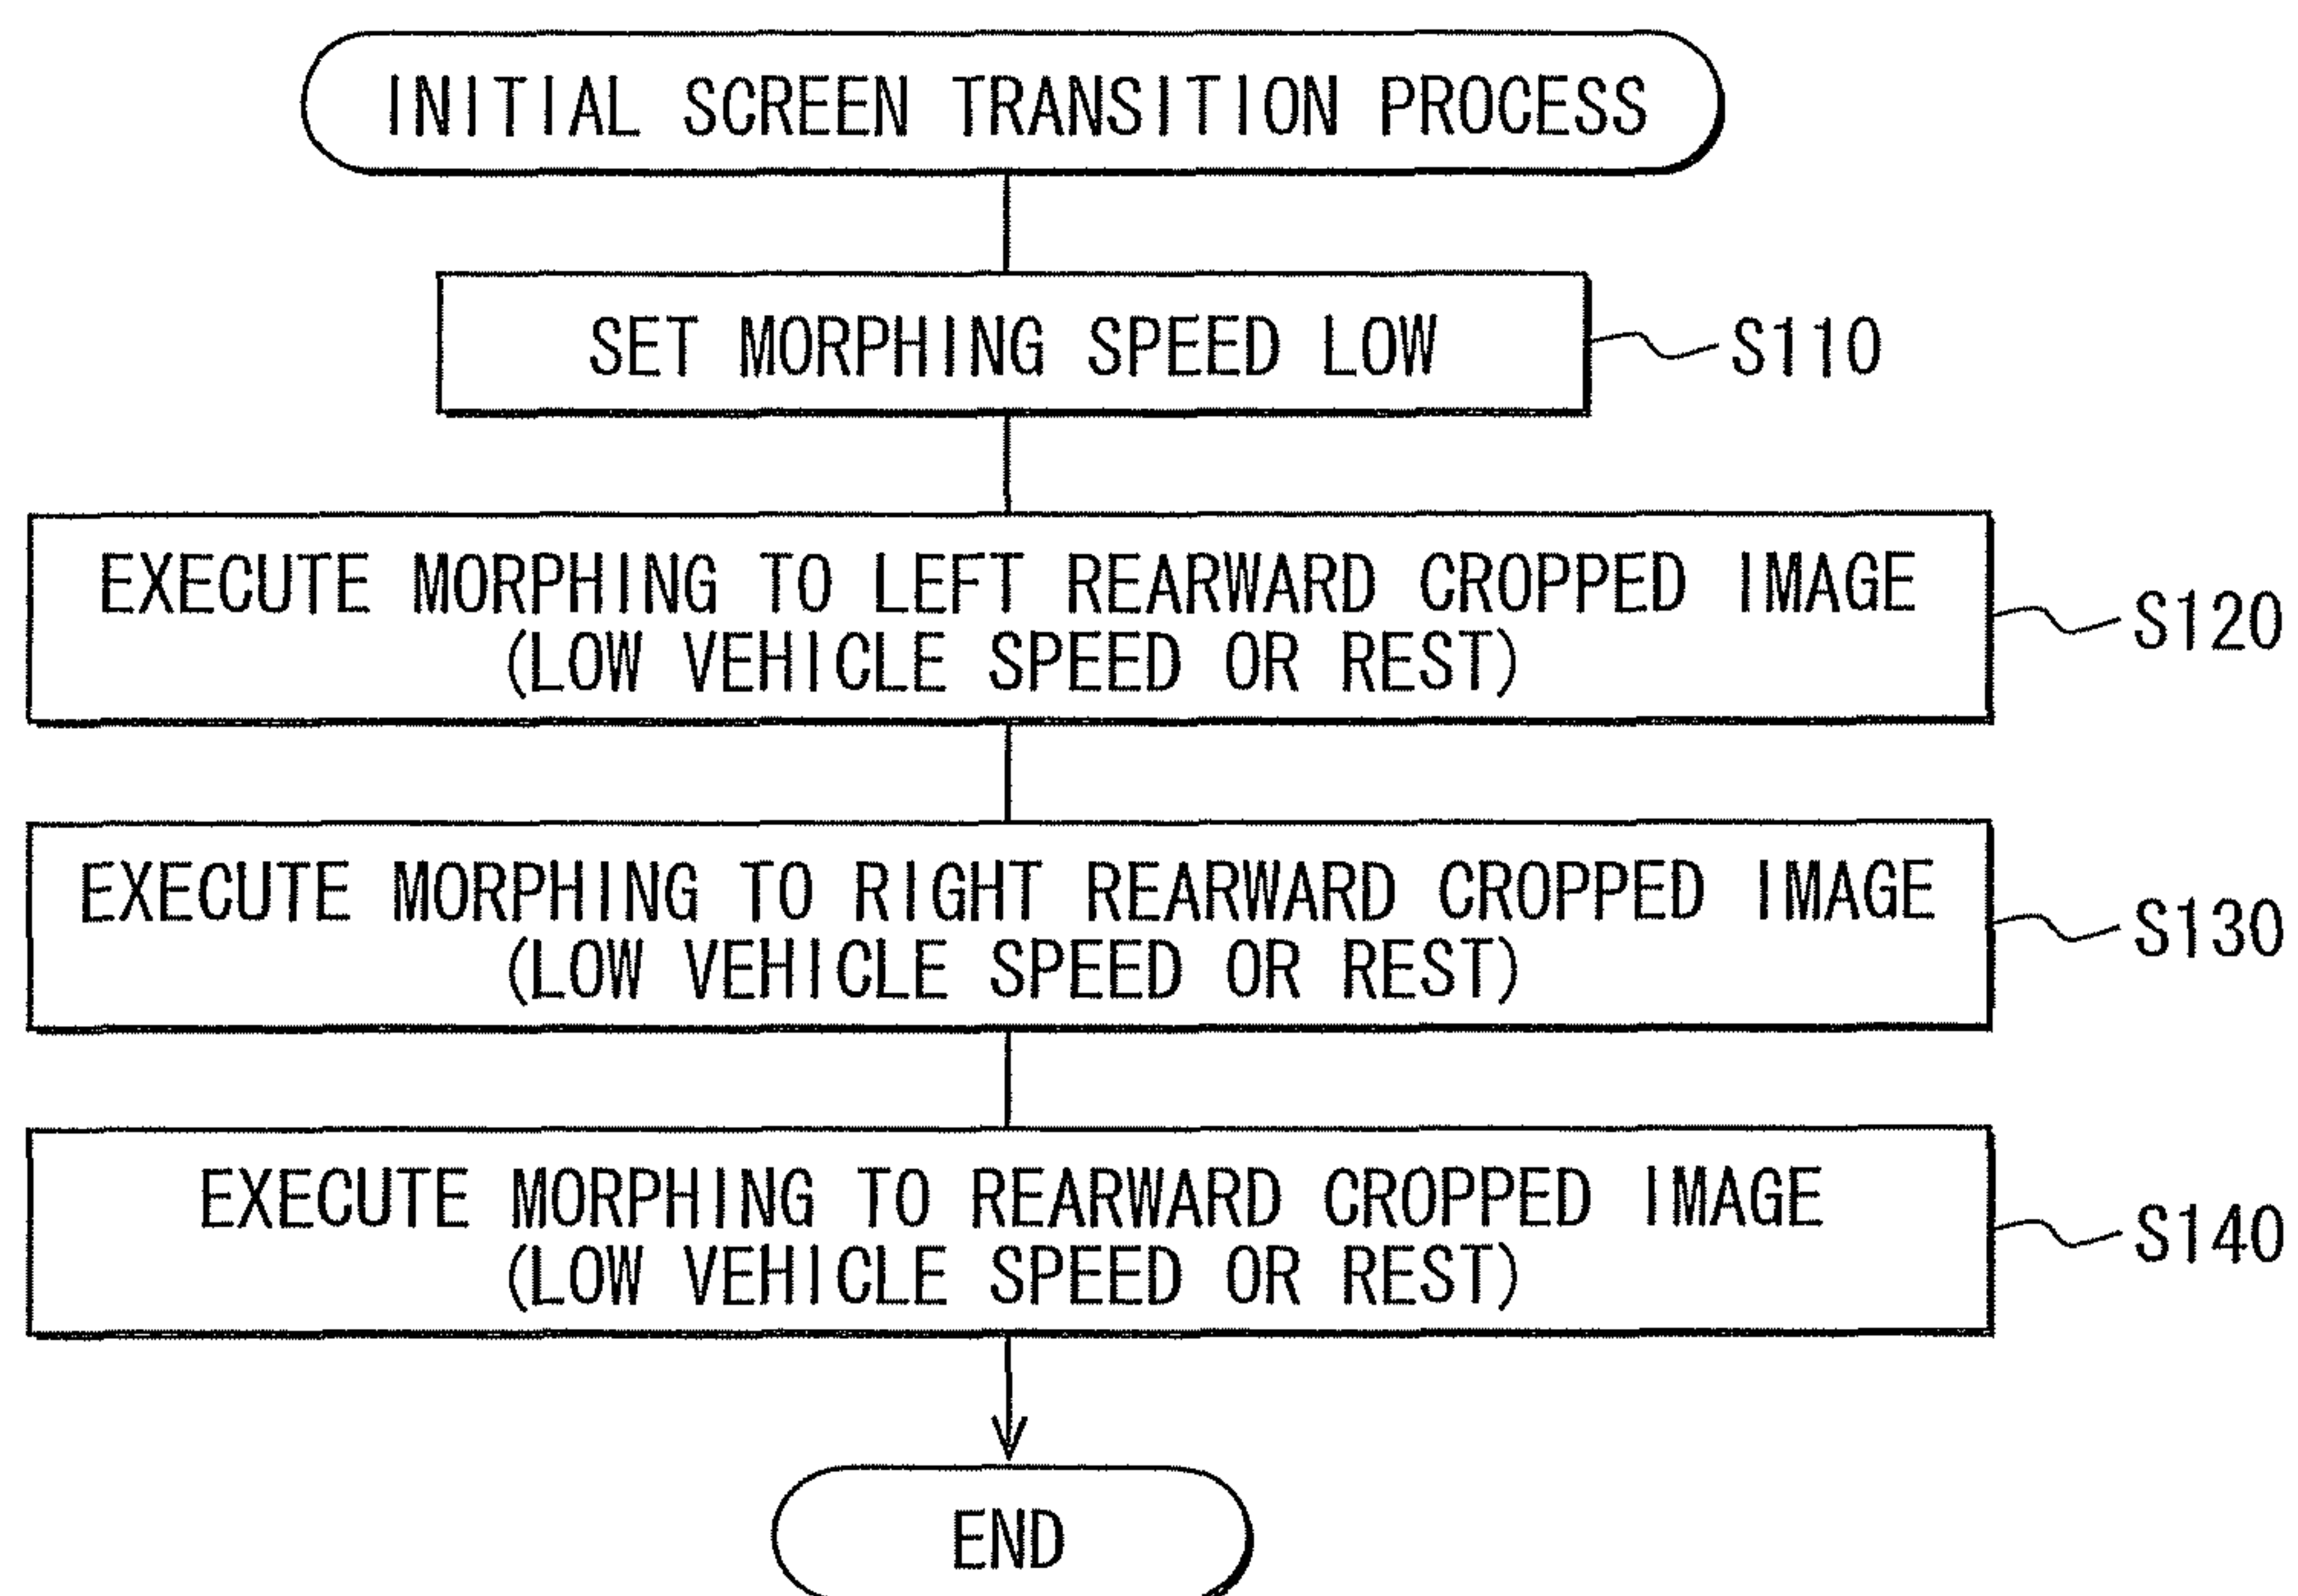 INITIAL SCREEN TRANSITION PROCESS
SET MORPHING SPEED LOW
S110
EXECUTE MORPHING TO LEFT REARWARD CROPPED IMAGE
(LOW VEHICLE SPEED OR REST)
S120
EXECUTE MORPHING TO RIGHT REARWARD CROPPED IMAGE
(LOW VEHICLE SPEED OR REST)
S130
EXECUTE MORPHING TO REARWARD CROPPED IMAGE
(LOW VEHICLE SPEED OR REST)
S140
END